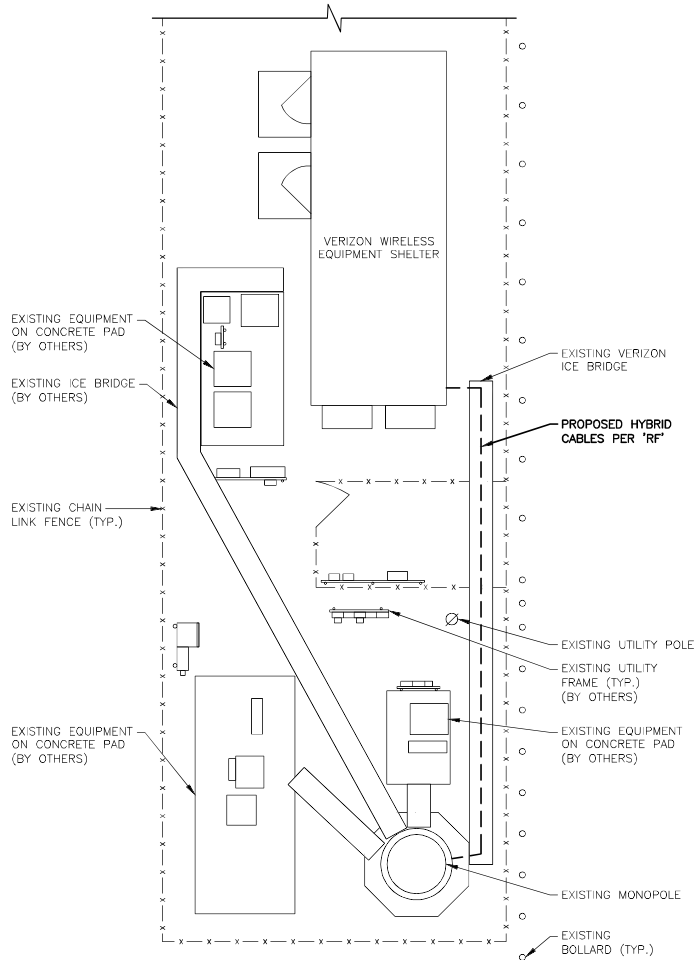 VERIZON WIRELESS
EQUIPMENT SHELTER
EXISTING EQUIPMENT
ON CONCRETE PAD
(BY OTHERS)
EXISTING ICE BRIDGE
(BY OTHERS)
EXISTING CHAIN
LINK FENCE (TYP.)
EXISTING EQUIPMENT
ON CONCRETE PAD
(BY OTHERS)
EXISTING VERIZON
ICE BRIDGE
PROPOSED HYBRID
CABLES PER 'RF'
EXISTING UTILITY POLE
EXISTING UTILITY
FRAME (TYP.)
(BY OTHERS)
EXISTING EQUIPMENT
ON CONCRETE PAD
(BY OTHERS)
EXISTING MONOPOLE
EXISTING
BOLLARD (TYP.)